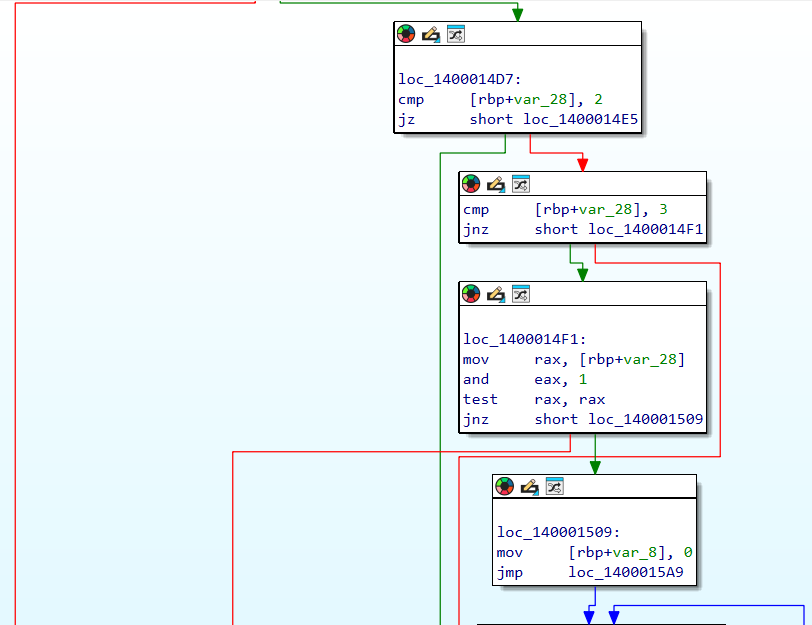 loc_1400014D7:
cmp [rbp+var_28], 2
jz short loc_1400014E5
cmp [rbp+var_28], 3
jnz short loc_1400014F1
loc_1400014F1:
mov rax, [rbp+var_28]
and eax, 1
test rax, rax
jnz short loc_140001509
loc_140001509:
mov [rbp+var_8], 0
jmp loc_1400015A9